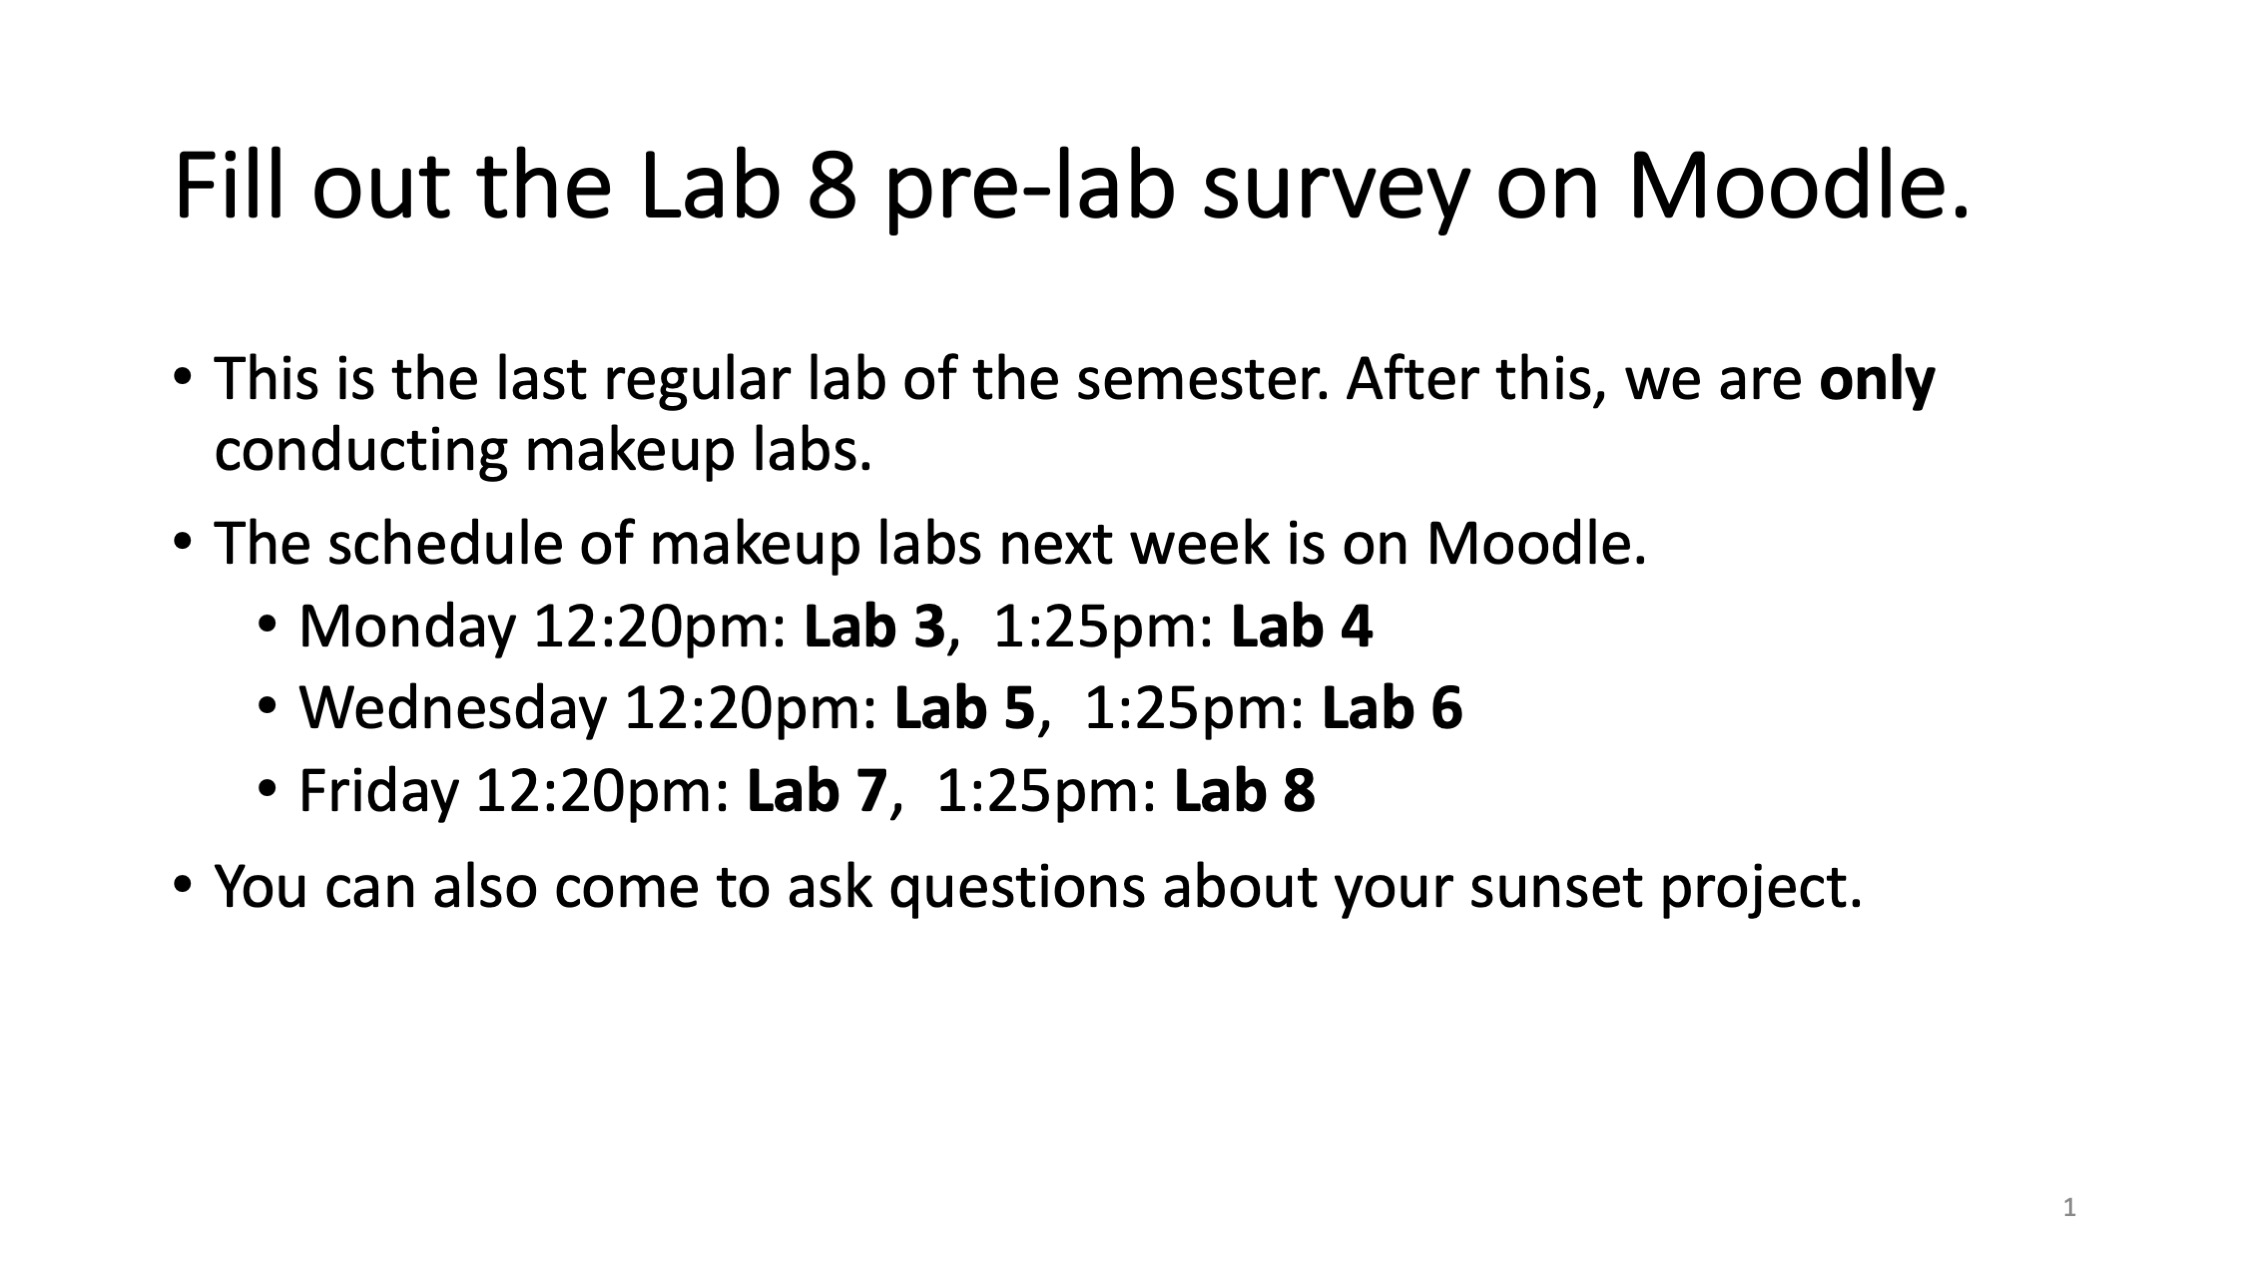 Fill out the Lab 8 pre-lab survey on Moodle.
• This is the last regular lab of the semester. After this, we are only
conducting makeup labs.
• The schedule of makeup labs next week is on Moodle.
• Monday 12:20pm: Lab 3,  1:25pm: Lab 4
• Wednesday 12:20pm: Lab 5,  1:25pm: Lab 6
• Friday 12:20pm: Lab 7,  1:25pm: Lab 8
• You can also come to ask questions about your sunset project.
1